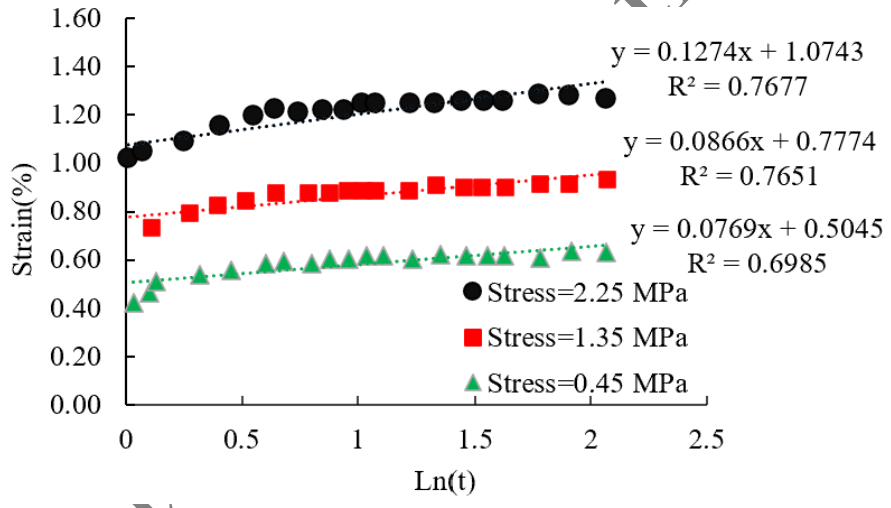 1.60
1.40
1.20
1.00
0.80
0.60
0.40
0.20
0.00
Strain(%)
0 0.5 1 1.5 2 2.5
Ln(t)
y = 0.1274x + 1.0743
R² = 0.7677
y = 0.0866x + 0.7774
R² = 0.7651
y = 0.0769x + 0.5045
R² = 0.6985
Stress=2.25 MPa
Stress=1.35 MPa
Stress=0.45 MPa